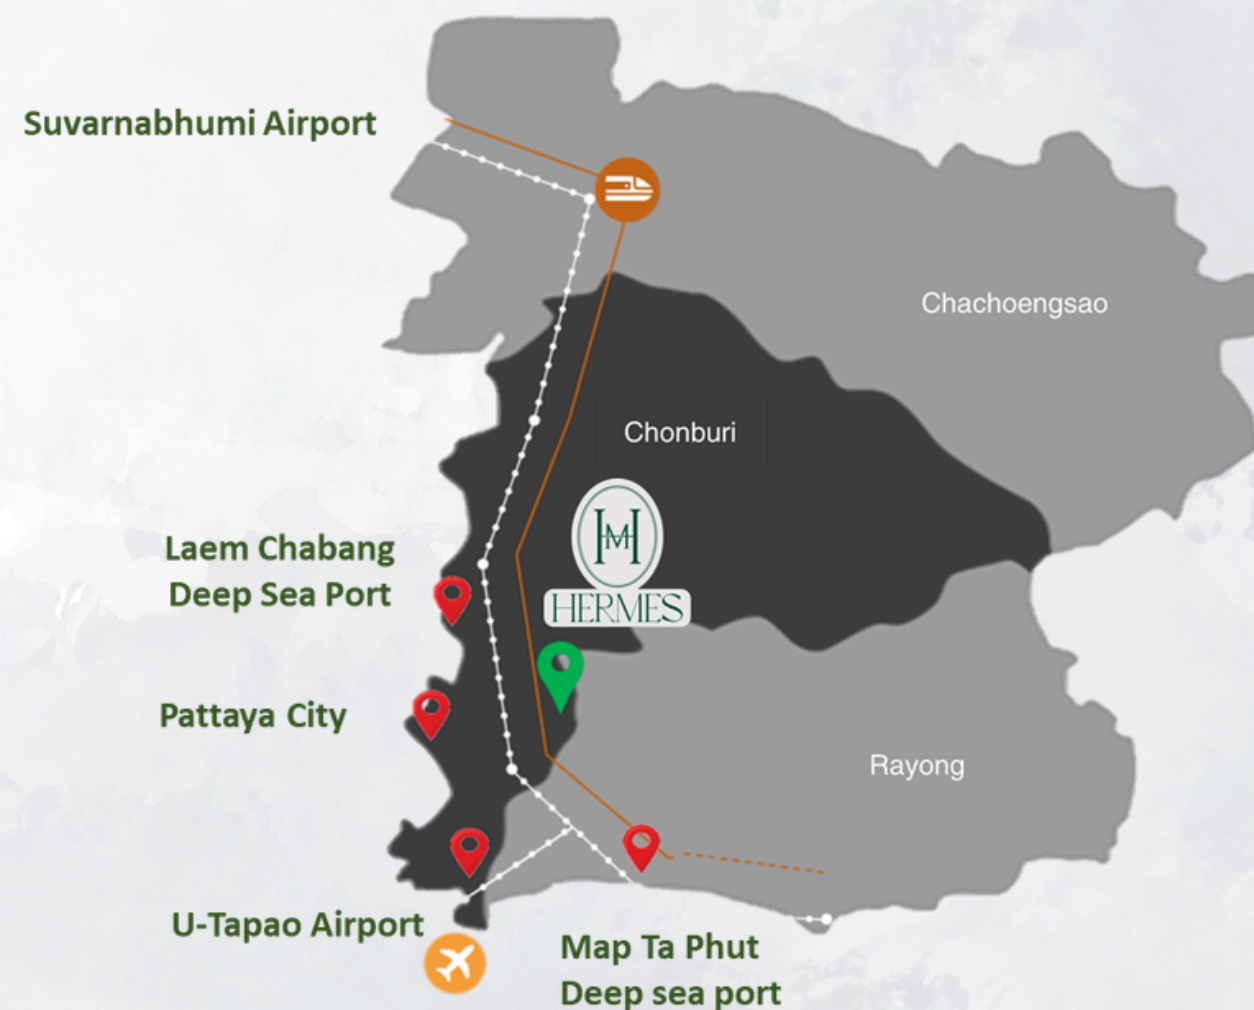 Suvarnabhumi Airport
Chachoengsao
Chonburi
HMH
HERMES
Laem Chabang
Deep Sea Port
Pattaya City
Rayong
U-Tapao Airport
Map Ta Phut
Deep sea port